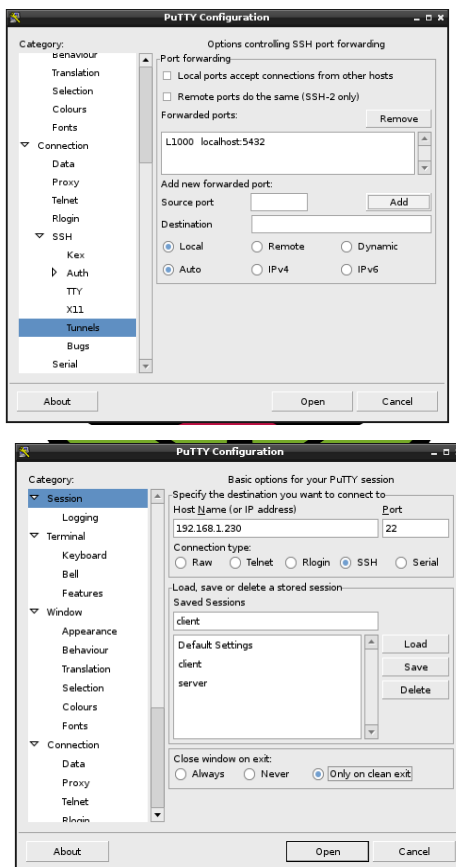 PuTTY Configuration
Category:
Options controlling SSH port forwarding
Behaviour
Translation
Selection
Colours
Fonts
Connection
Data
Proxy
Telnet
Rlogin
SSH
Kex
Auth
TTY
X11
Tunnels
Bugs
Serial
Port forwarding
Local ports accept connections from other hosts
Remote ports do the same (SSH-2 only)
Forwarded ports:
Remove
L1000 localhost:5432
Add new forwarded port:
Source port
Add
Destination
Local Remote Dynamic
Auto IPv4 IPv6
About Open Cancel
PuTTY Configuration
Category:
Basic options for your PuTTY session
Session
Logging
Terminal
Keyboard
Bell
Features
Window
Appearance
Behaviour
Translation
Selection
Colours
Fonts
Connection
Data
Proxy
Telnet
Rlogin
Specify the destination you want to connect to
Host Name (or IP address) Port
192.168.1.230 22
Connection type:
Raw Telnet Rlogin SSH Serial
Load, save or delete a stored session
Saved Sessions
client
Default Settings
client
server
Load
Save
Delete
Close window on exit:
Always Never Only on clean exit
About Open Cancel